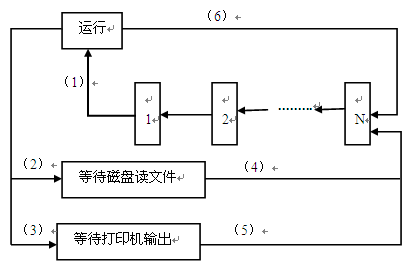 运行
(6)
(1)
1
2
........
N
(2)
等待磁盘读文件
(4)
(3)
等待打印机输出
(5)